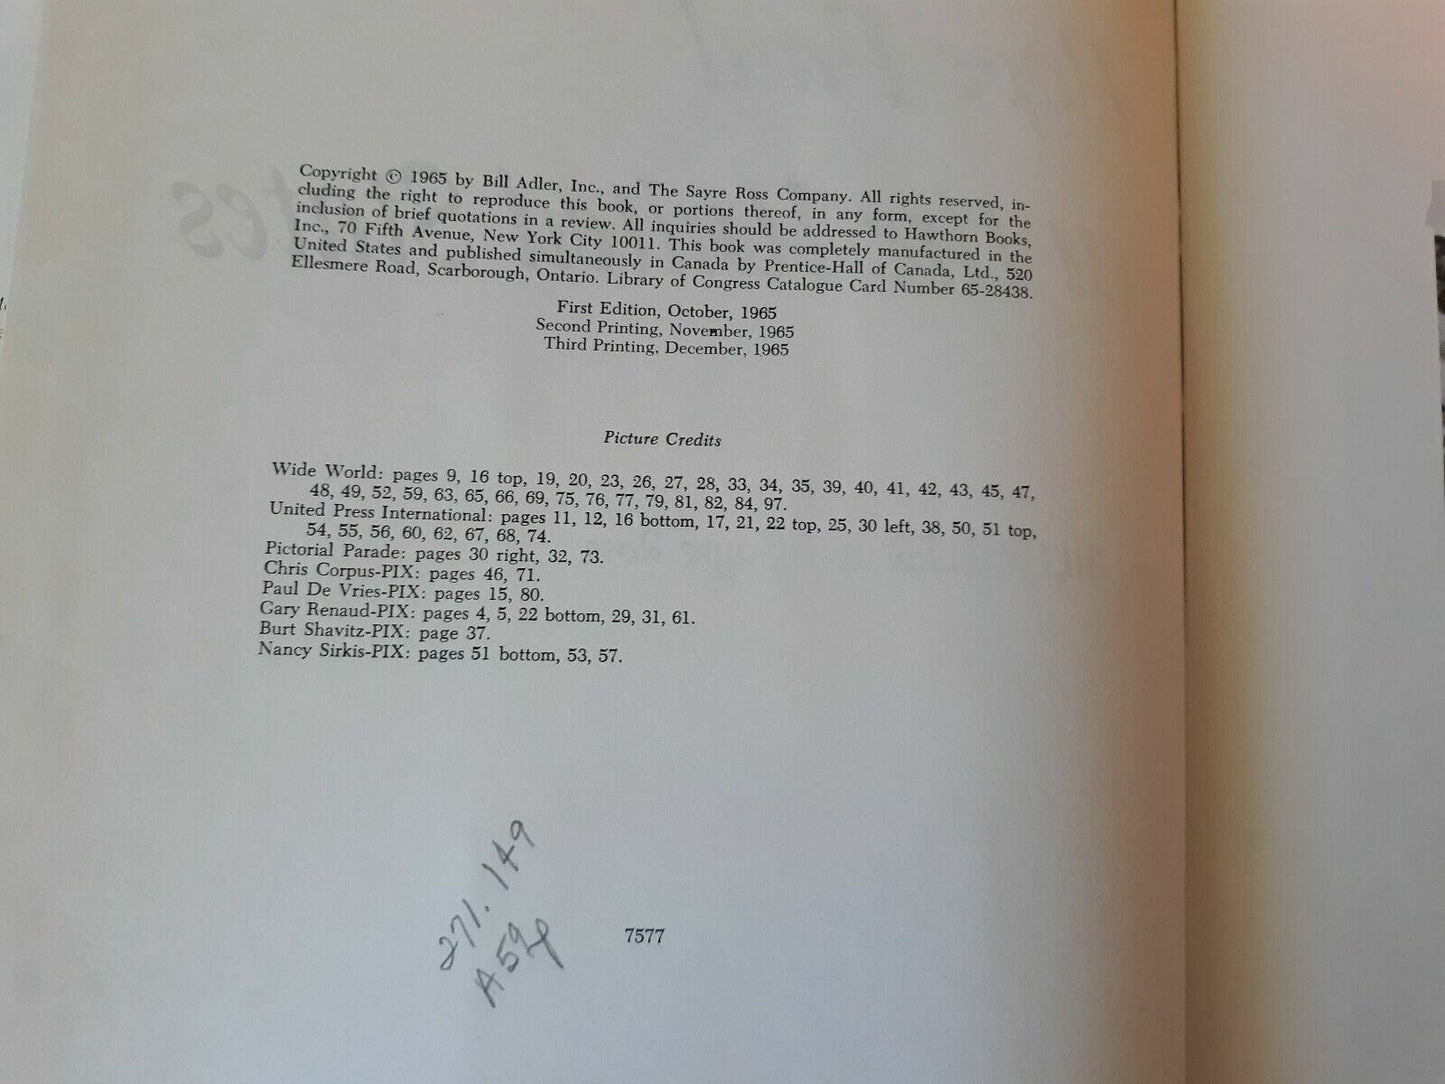 Copyright © 1965 by Bill Adler, Inc., and The Sayre Ross Company. All rights reserved, in-
cluding the right to reproduce this book, or portions thereof, in any form, except for the
inclusion of brief quotations in a review. All inquiries should be addressed to Hawthorn Books,
Inc., 70 Fifth Avenue, New York City 10011. This book was completely manufactured in the
United States and published simultaneously in Canada by Prentice-Hall of Canada, Ltd., 520
Ellesmere Road, Scarborough, Ontario. Library of Congress Catalogue Card Number 65-28438.
First Edition, October, 1965
Second Printing, November, 1965
Third Printing, December, 1965
Picture Credits
Wide World: pages 9, 16 top, 19, 20, 23, 26, 27, 28, 33, 34, 35, 39, 40, 41, 42, 43, 45, 47,
48, 49, 52, 59, 63, 65, 66, 69, 75, 76, 77, 79, 81, 82, 84, 97.
United Press International: pages 11, 12, 16 bottom, 17, 21, 22 top, 25, 30 left, 38, 50, 51 top,
54, 55, 56, 60, 62, 67, 68, 74.
Pictorial Parade: pages 30 right, 32, 73.
Chris Corpus-PIX: pages 46, 71.
Paul De Vries-PIX: pages 15, 80.
Gary Renaud-PIX: pages 4, 5, 22 bottom, 29, 31, 61.
Burt Shavitz-PIX: page 37.
Nancy Sirkis-PIX: pages 51 bottom, 53, 57.
271.149
7577